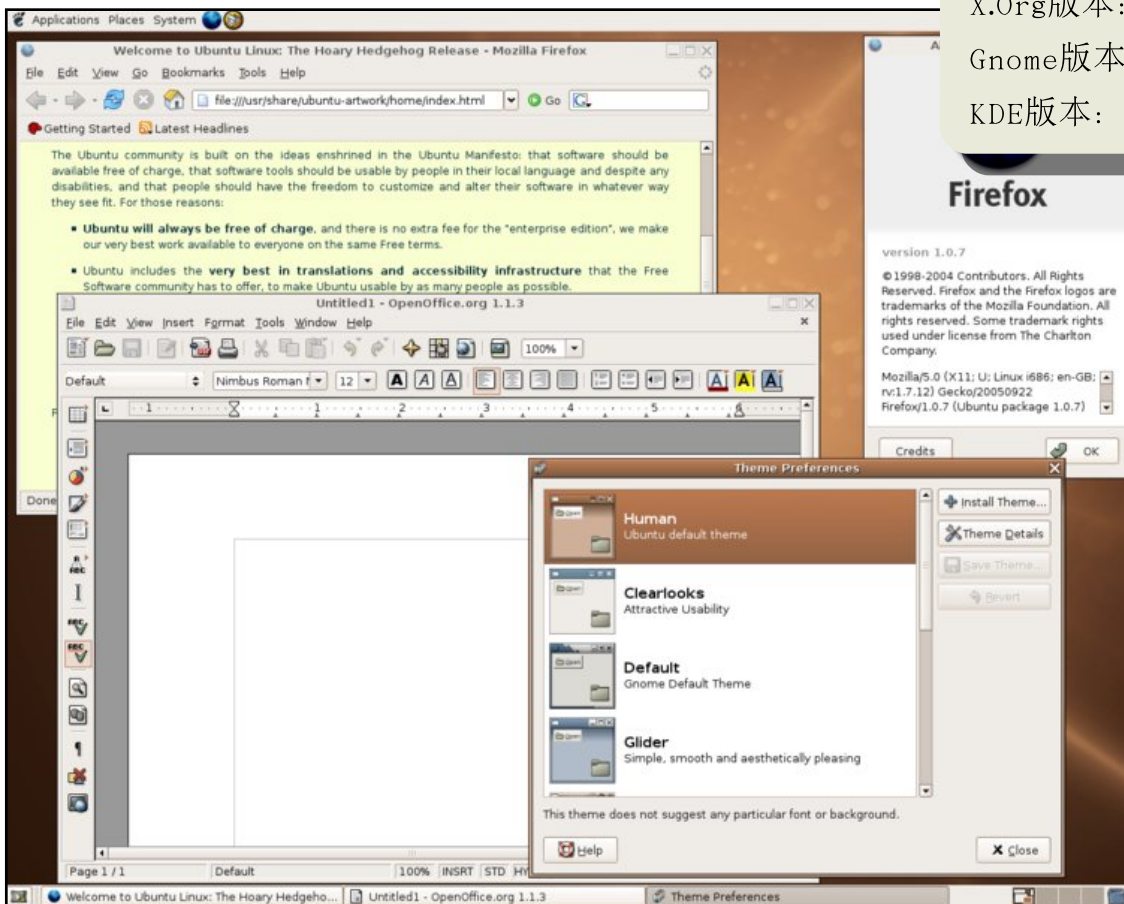 Applications Places System
X.Org版本:
Gnome版本
KDE版本:
Welcome to Ubuntu Linux: The Hoary Hedgehog Release - Mozilla Firefox
File Edit View Go Bookmarks Tools Help
file:///usr/share/ubuntu-artwork/home/index.html Go
Getting Started Latest Headlines
The Ubuntu community is built on the ideas enshrined in the Ubuntu Manifesto: that software should be
available free of charge, that software tools should be usable by people in their local language and despite any
disabilities, and that people should have the freedom to customize and alter their software in whatever way
they see fit. For those reasons:
▪ Ubuntu will always be free of charge, and there is no extra fee for the "enterprise edition", we make
our very best work available to everyone on the same Free terms.
▪ Ubuntu includes the very best in translations and accessibility infrastructure that the Free
Software community has to offer, to make Ubuntu usable by as many people as possible.
Done
Firefox
version 1.0.7
©1998-2004 Contributors. All Rights
Reserved. Firefox and the Firefox logos are
trademarks of the Mozilla Foundation. All
rights reserved. Some trademark rights
used under license from The Charlton
Company.
Mozilla/5.0 (X11; U; Linux i686; en-GB;
rv:1.7.12) Gecko/20050922
Firefox/1.0.7 (Ubuntu package 1.0.7)
Credits OK
Untitled1 - OpenOffice.org 1.1.3
File Edit View Insert Format Tools Window Help
100%
Default Nimbus Roman 12 A A A A A A
1 1 2 3 4 5 6
Page 1 / 1 Default 100% INSRT STD HY
Theme Preferences
Human
Ubuntu default theme
Clearlooks
Attractive Usability
Default
Gnome Default Theme
Glider
Simple, smooth and aesthetically pleasing
Install Theme...
Theme Details
Save Theme...
Revert
This theme does not suggest any particular font or background.
Help Close
Welcome to Ubuntu Linux: The Hoary Hedgeho... Untitled1 - OpenOffice.org 1.1.3 Theme Preferences